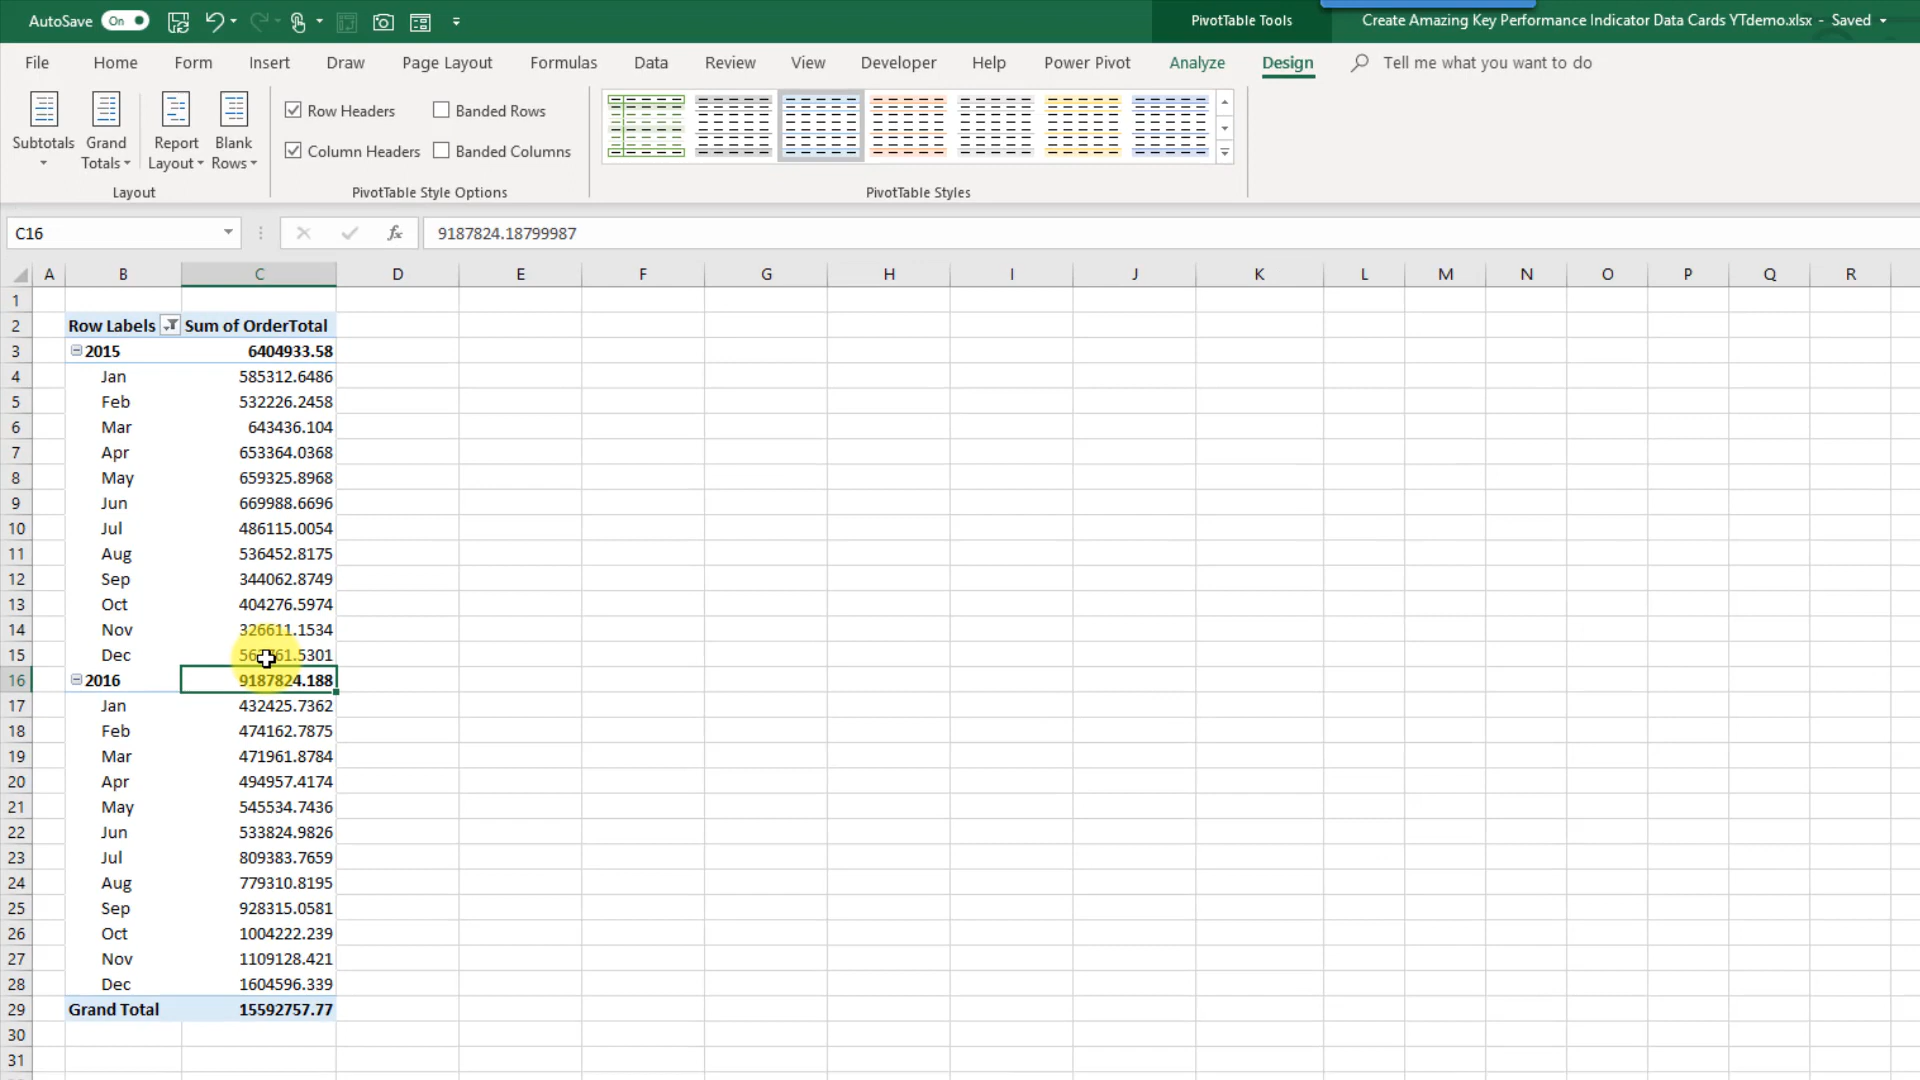 AutoSave On PivotTable Tools Create Amazing Key Performance Indicator Data Cards YTdemo.xlsx - Saved
File Home Form Insert Draw Page Layout Formulas Data Review View Developer Help Power Pivot Analyze Design Tell me what you want to do
Subtotals Grand Totals Report Layout Blank Rows
Row Headers Banded Rows
Column Headers Banded Columns
Layout PivotTable Style Options PivotTable Styles
C16 fx 9187824.18799987
A B C D E F G H I J K L M N O P Q R
1
2 Row Labels Sum of OrderTotal
3 2015 6404933.58
4 Jan 585312.6486
5 Feb 532226.2458
6 Mar 643436.104
7 Apr 653364.0368
8 May 659325.8968
9 Jun 669988.6696
10 Jul 486115.0054
11 Aug 536452.8175
12 Sep 344062.8749
13 Oct 404276.5974
14 Nov 326611.1534
15 Dec
16 2016 9187824.188
17 Jan 432425.7362
18 Feb 474162.7875
19 Mar 471961.8784
20 Apr 494957.4174
21 May 545534.7436
22 Jun 533824.9826
23 Jul 809383.7659
24 Aug 779310.8195
25 Sep 928315.0581
26 Oct 1004222.239
27 Nov 1109128.421
28 Dec 1604596.339
29 Grand Total 15592757.77
30
31